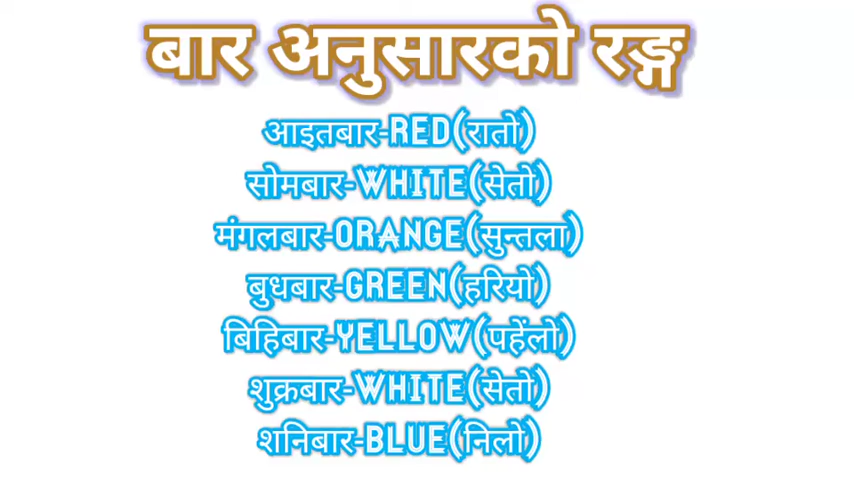 बार अनुसारको रङ्ग
आइतबार-RED(रातो)
सोमबार-WHITE(सेतो)
मंगलबार-ORANGE(सुन्तला)
बुधबार-GREEN(हरियो)
बिहिबार-YELLOW(पहेंलो)
शुक्रबार-WHITE(सेतो)
शनिबार-BLUE(निलो)